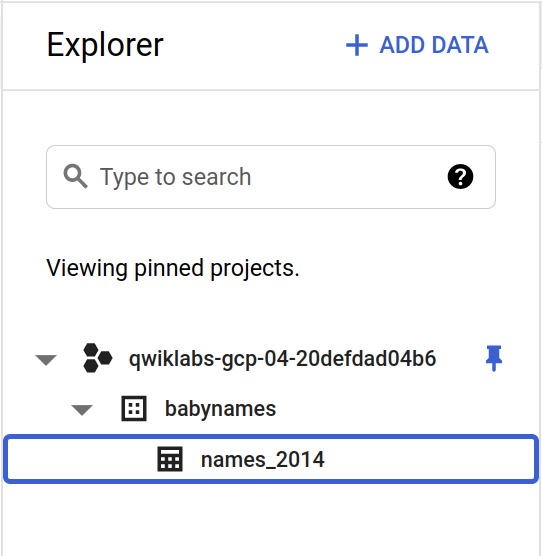 Explorer
+ ADD DATA
Type to search
Viewing pinned projects.
qwiklabs-gcp-04-20defdad04b6
babynames
names_2014